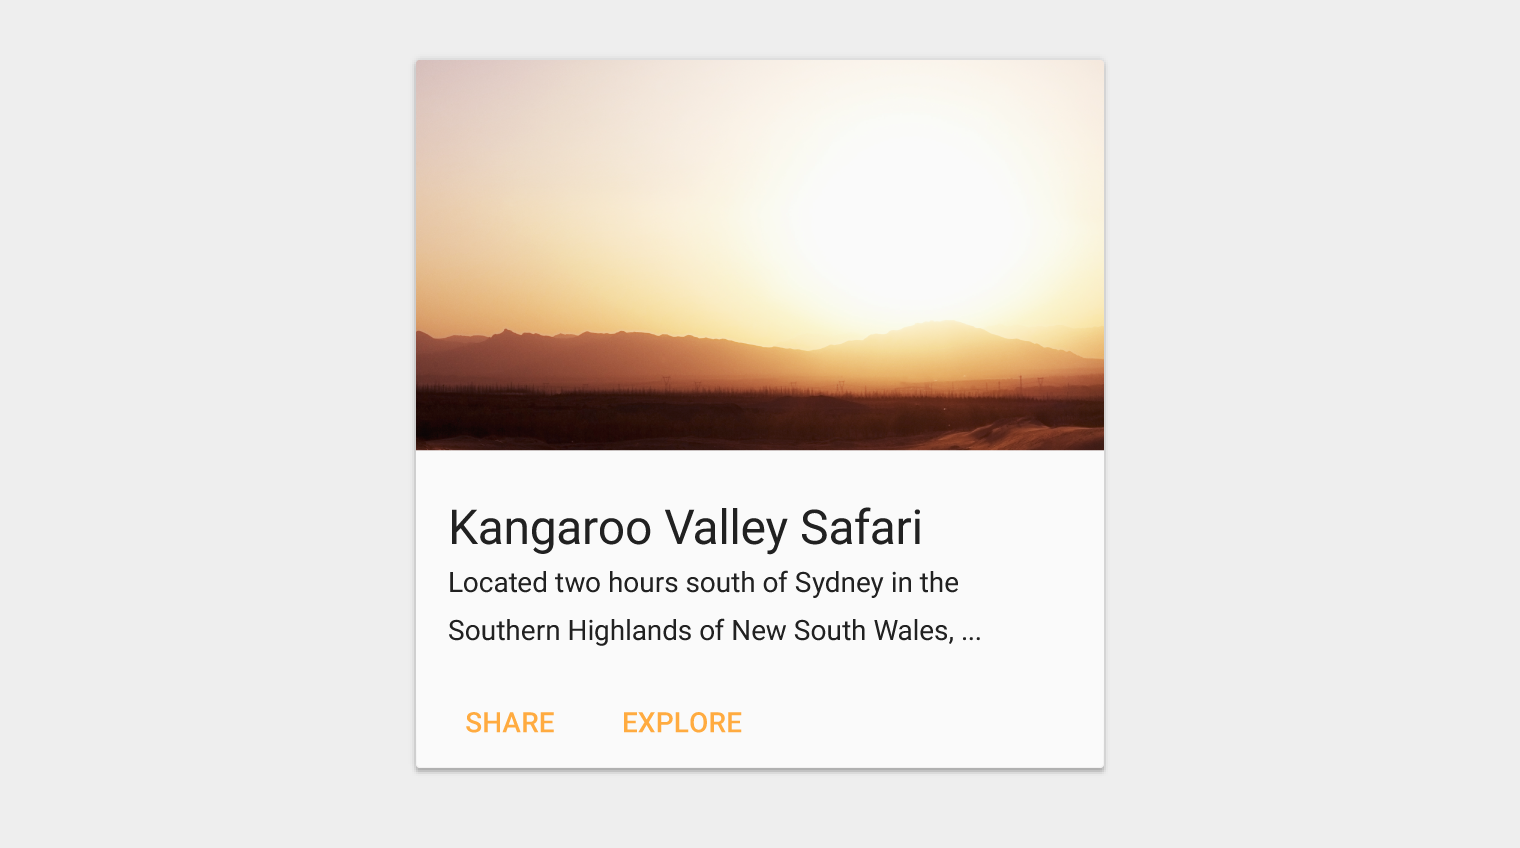 Kangaroo Valley Safari
Located two hours south of Sydney in the
Southern Highlands of New South Wales, ...
SHARE EXPLORE